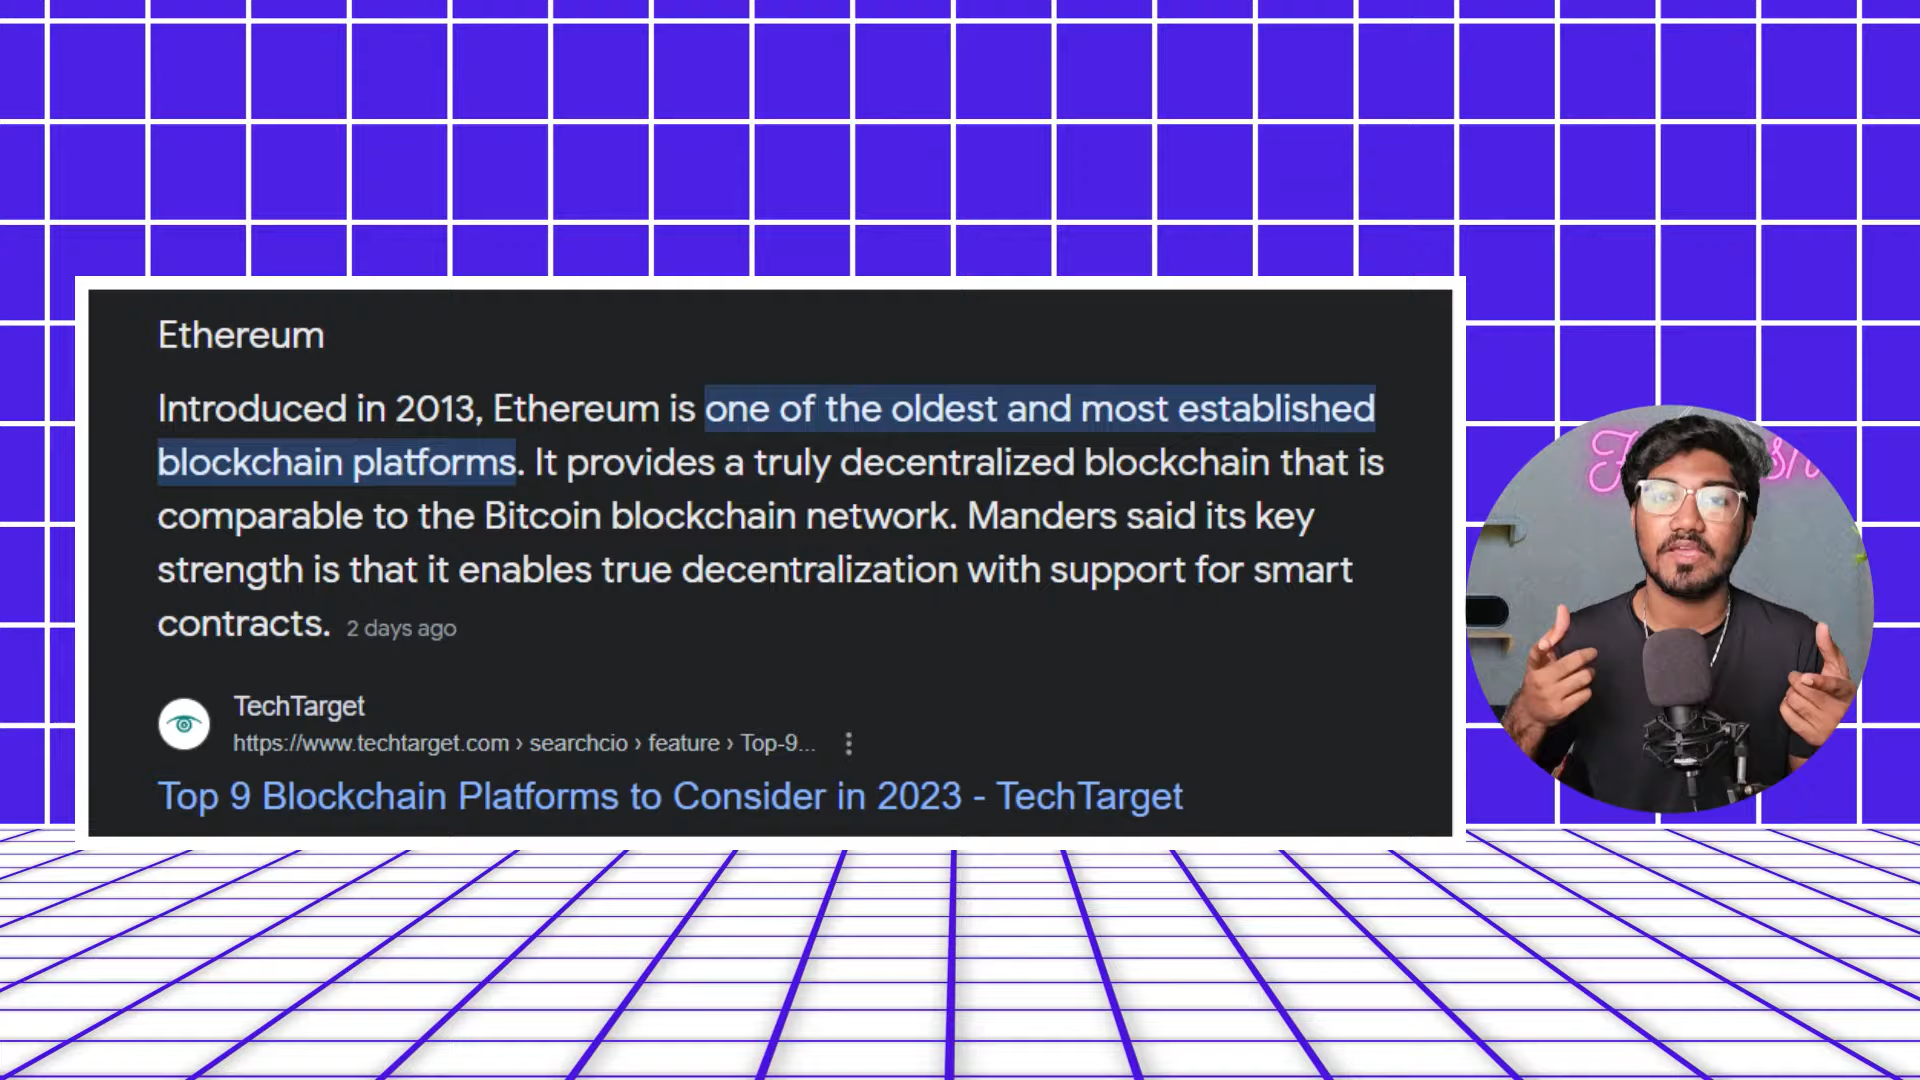 Ethereum
Introduced in 2013, Ethereum is one of the oldest and most established
blockchain platforms. It provides a truly decentralized blockchain that is
comparable to the Bitcoin blockchain network. Manders said its key
strength is that it enables true decentralization with support for smart
contracts. 2 days ago
TechTarget
https://www.techtarget.com › searchcio › feature › Top-9...
Top 9 Blockchain Platforms to Consider in 2023 - TechTarget